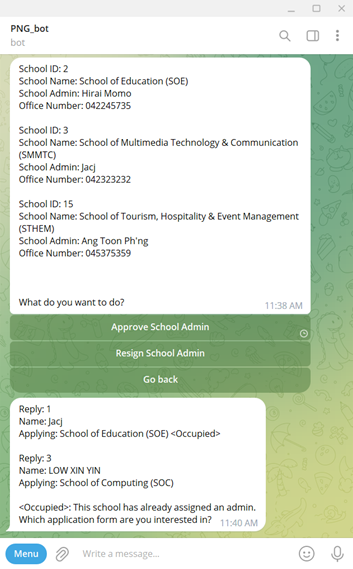 PNG_bot
bot
School ID: 2
School Name: School of Education (SOE)
School Admin: Hirai Momo
Office Number: 042245735
School ID: 3
School Name: School of Multimedia Technology & Communication
(SMMTC)
School Admin: Jacj
Office Number: 042323232
School ID: 15
School Name: School of Tourism, Hospitality & Event Management
(STHEM)
School Admin: Ang Toon Ph'ng
Office Number: 045375359
What do you want to do?
11:38 AM
Approve School Admin
Resign School Admin
Go back
Reply: 1
Name: Jacj
Applying: School of Education (SOE) <Occupied>
Reply: 3
Name: LOW XIN YIN
Applying: School of Computing (SOC)
<Occupied>: This school has already assigned an admin.
Which application form are you interested in?
11:40 AM
Menu
Write a message...